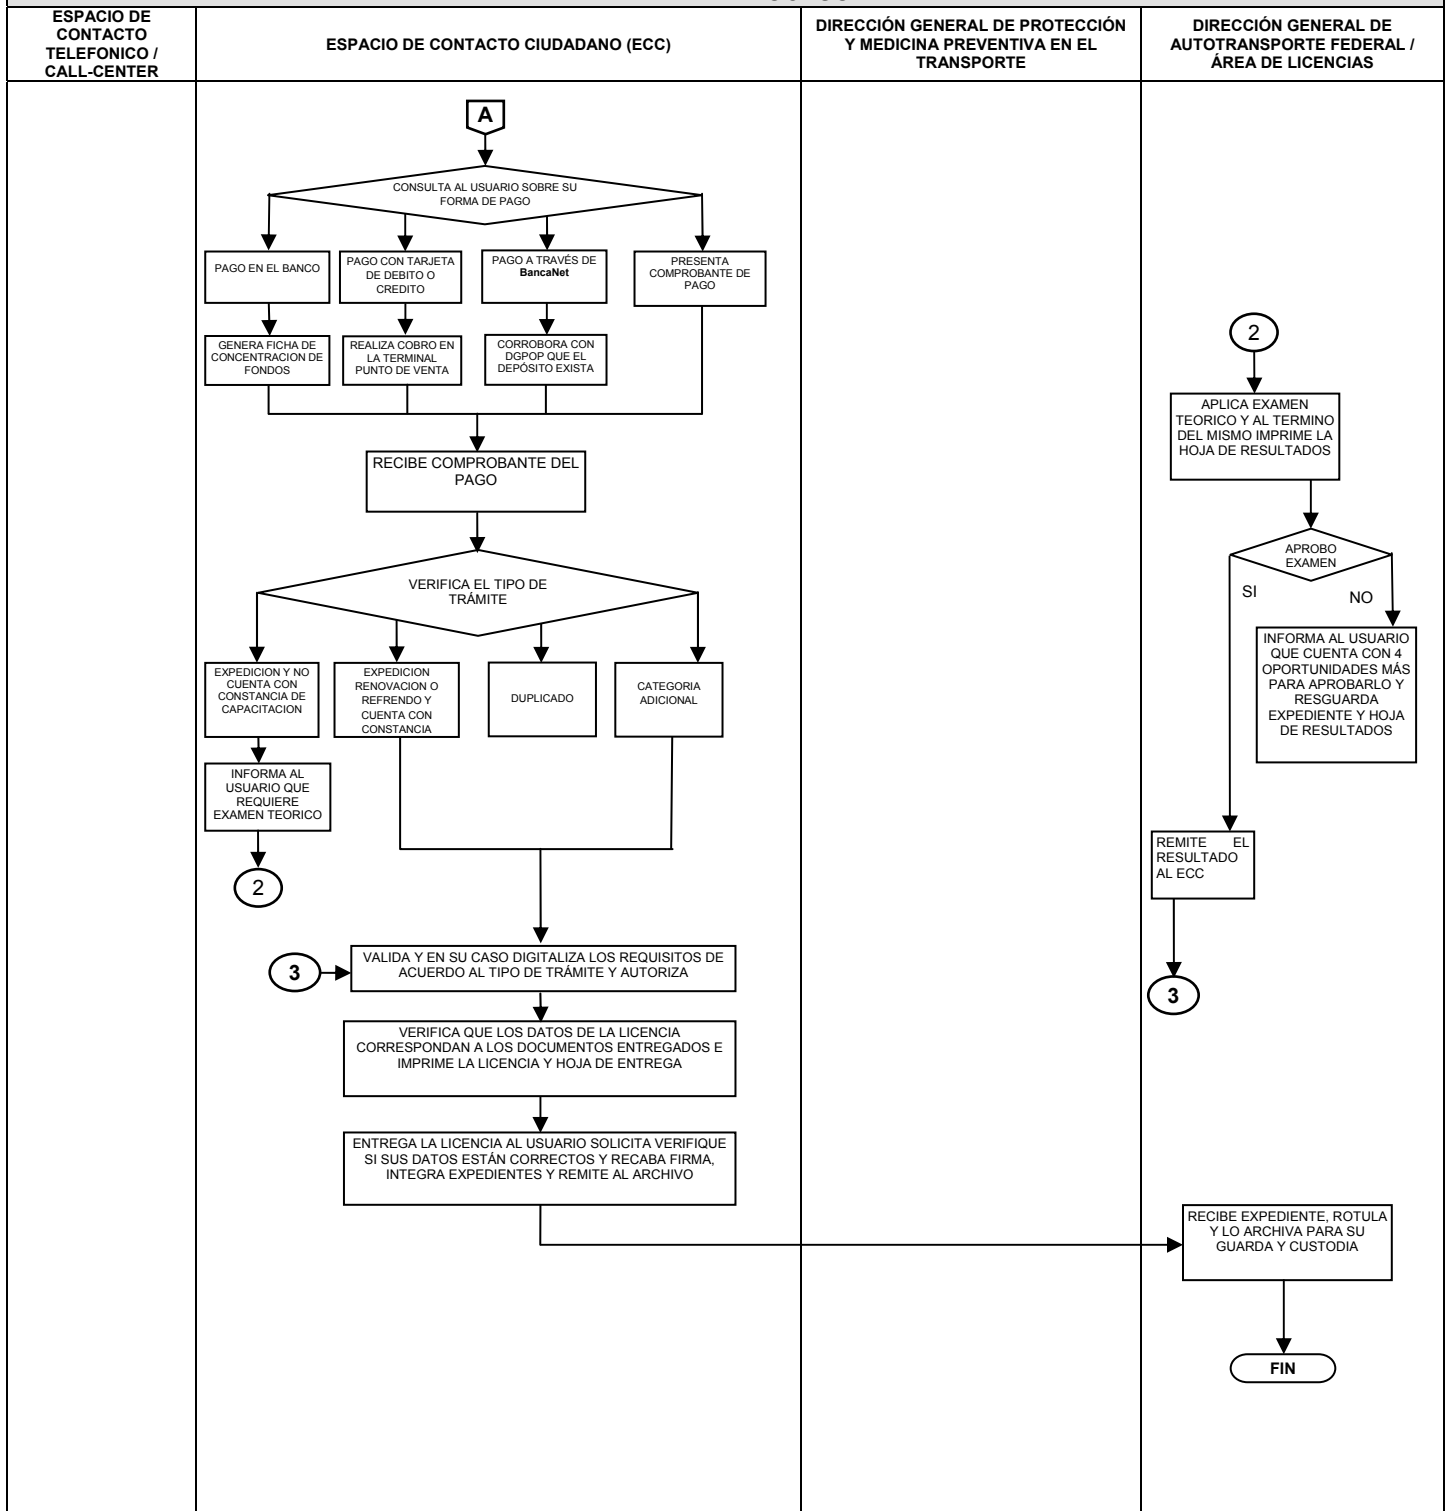 ESPACIO DE
CONTACTO
TELEFONICO /
CALL-CENTER
ESPACIO DE CONTACTO CIUDADANO (ECC)
DIRECCIÓN GENERAL DE PROTECCIÓN
Y MEDICINA PREVENTIVA EN EL
TRANSPORTE
DIRECCIÓN GENERAL DE
AUTOTRANSPORTE FEDERAL /
ÁREA DE LICENCIAS
A
CONSULTA AL USUARIO SOBRE SU
FORMA DE PAGO
PAGO EN EL BANCO
PAGO CON TARJETA
DE DEBITO O
CREDITO
PAGO A TRAVÉS DE
BancaNet
PRESENTA
COMPROBANTE DE
PAGO
GENERA FICHA DE
CONCENTRACION DE
FONDOS
REALIZA COBRO EN
LA TERMINAL
PUNTO DE VENTA
CORROBORA CON
DGPOP QUE EL
DEPÓSITO EXISTA
RECIBE COMPROBANTE DEL
PAGO
VERIFICA EL TIPO DE
TRÁMITE
EXPEDICION Y NO
CUENTA CON
CONSTANCIA DE
CAPACITACION
EXPEDICION
RENOVACION O
REFRENDO Y
CUENTA CON
CONSTANCIA
DUPLICADO
CATEGORIA
ADICIONAL
INFORMA AL
USUARIO QUE
REQUIERE
EXAMEN TEORICO
2
3
VALIDA Y EN SU CASO DIGITALIZA LOS REQUISITOS DE
ACUERDO AL TIPO DE TRÁMITE Y AUTORIZA
VERIFICA QUE LOS DATOS DE LA LICENCIA
CORRESPONDAN A LOS DOCUMENTOS ENTREGADOS E
IMPRIME LA LICENCIA Y HOJA DE ENTREGA
ENTREGA LA LICENCIA AL USUARIO SOLICITA VERIFIQUE
SI SUS DATOS ESTÁN CORRECTOS Y RECABA FIRMA,
INTEGRA EXPEDIENTES Y REMITE AL ARCHIVO
2
APLICA EXAMEN
TEORICO Y AL TERMINO
DEL MISMO IMPRIME LA
HOJA DE RESULTADOS
APROBO
EXAMEN
SI
NO
INFORMA AL USUARIO
QUE CUENTA CON 4
OPORTUNIDADES MÁS
PARA APROBARLO Y
RESGUARDA
EXPEDIENTE Y HOJA
DE RESULTADOS
REMITE EL
RESULTADO
AL ECC
3
RECIBE EXPEDIENTE, ROTULA
Y LO ARCHIVA PARA SU
GUARDA Y CUSTODIA
FIN